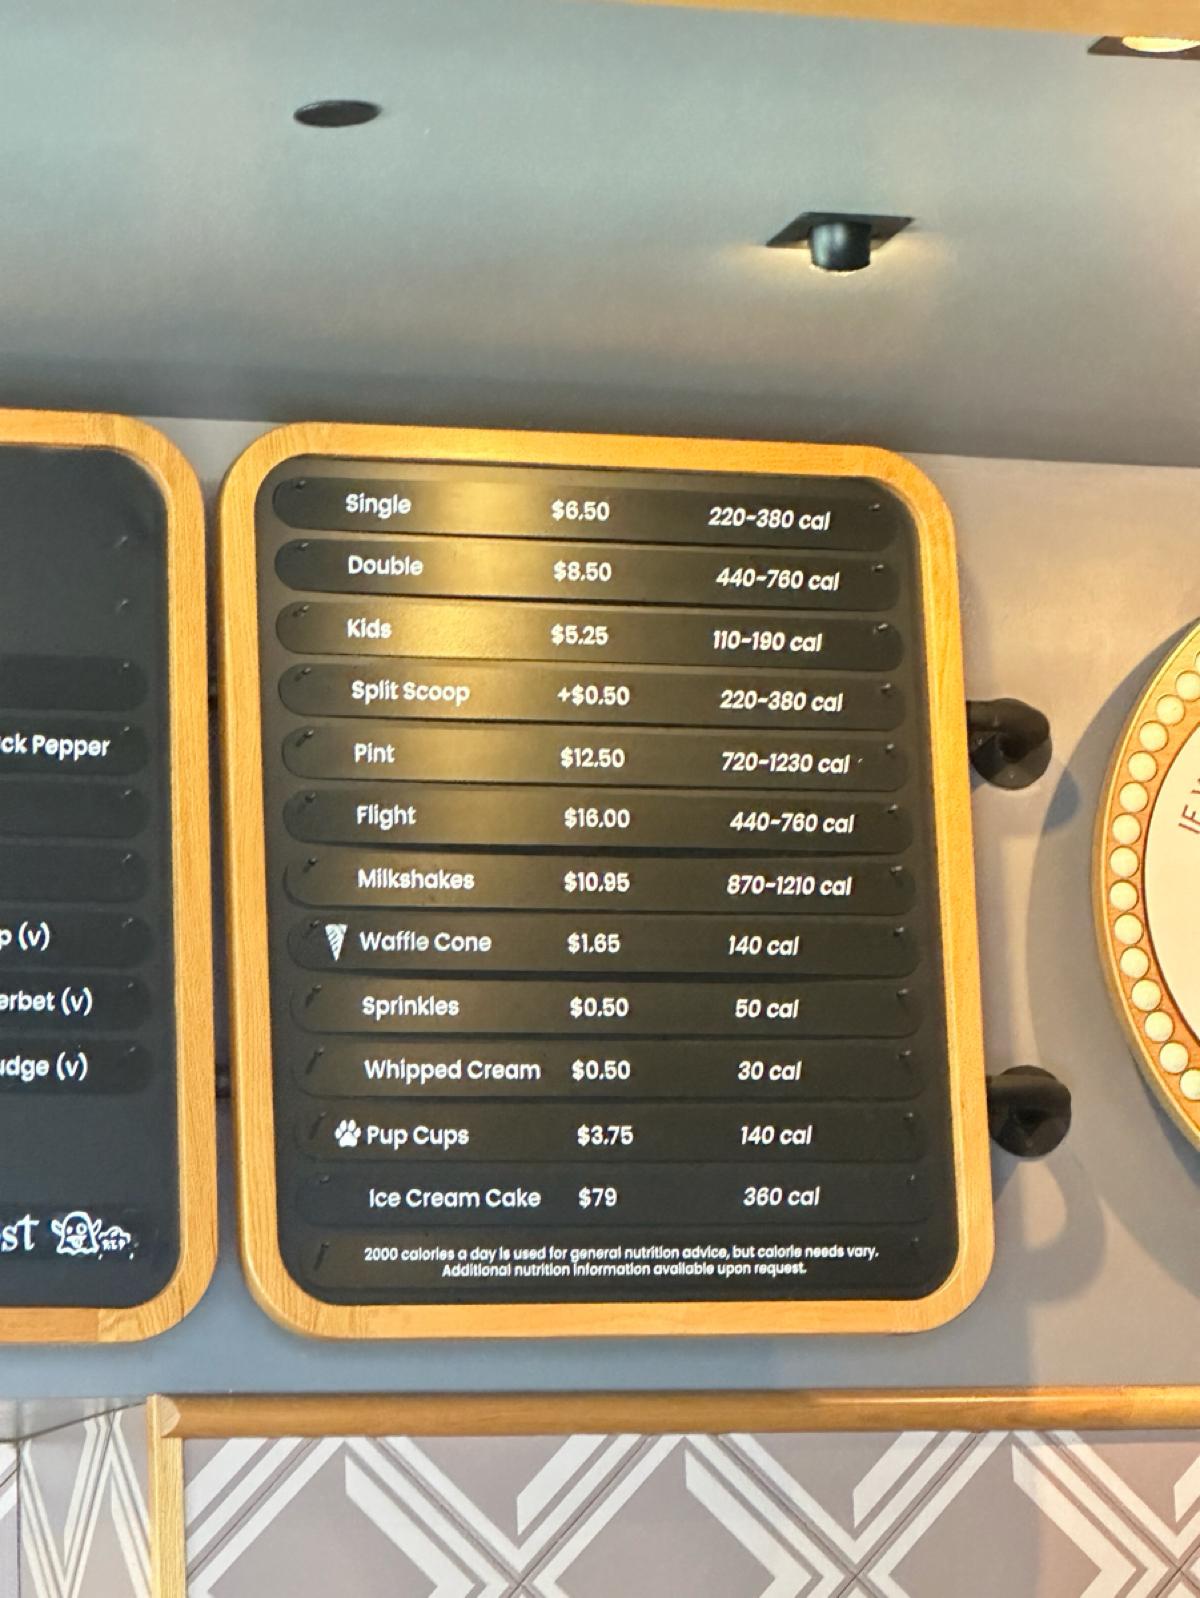 ck Pepper
p (v)
erbet (v)
udge (v)
st
R.I.P
Single $6.50 220-380 cal
Double $8.50 440-760 cal
Kids $5.25 110-190 cal
Split Scoop +$0.50 220-380 cal
Pint $12.50 720-1230 cal
Flight $16.00 440-760 cal
Milkshakes $10.95 870-1210 cal
Waffle Cone $1.65 140 cal
Sprinkles $0.50 50 cal
Whipped Cream $0.50 30 cal
Pup Cups $3.75 140 cal
Ice Cream Cake $79 360 cal
2000 calories a day is used for general nutrition advice, but calorie needs vary.
Additional nutrition information available upon request.